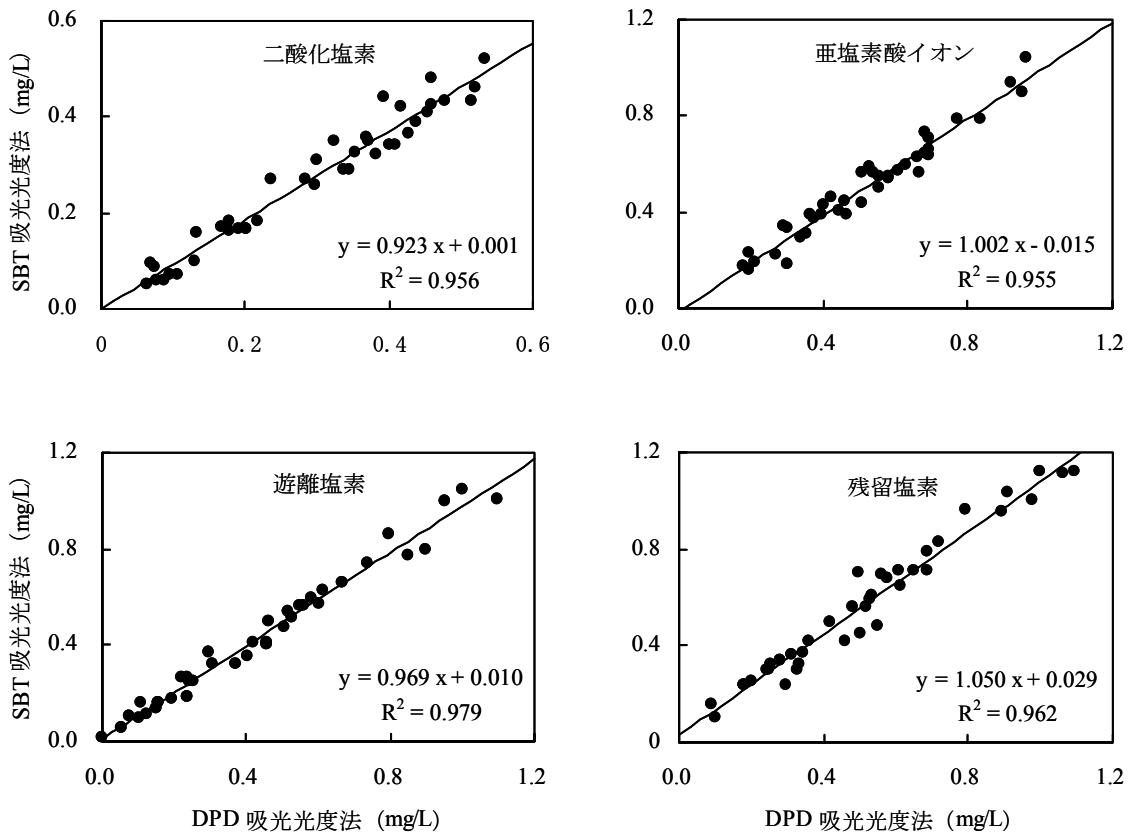 二酸化塩素
0.6
0.4
0.2
0.0
SBT 吸光光度法 (mg/L)
y = 0.923 x + 0.001
R2 = 0.956
0 0.2 0.4 0.6
亜塩素酸イオン
1.2
0.8
0.4
0.0
y = 1.002 x - 0.015
R2 = 0.955
0.0 0.4 0.8 1.2
遊離塩素
1.2
0.8
0.4
0.0
SBT 吸光光度法 (mg/L)
y = 0.969 x + 0.010
R2 = 0.979
0.0 0.4 0.8 1.2
DPD 吸光光度法 (mg/L)
残留塩素
1.2
0.8
0.4
0
y = 1.050 x + 0.029
R2 = 0.962
0.0 0.4 0.8 1.2
DPD 吸光光度法 (mg/L)